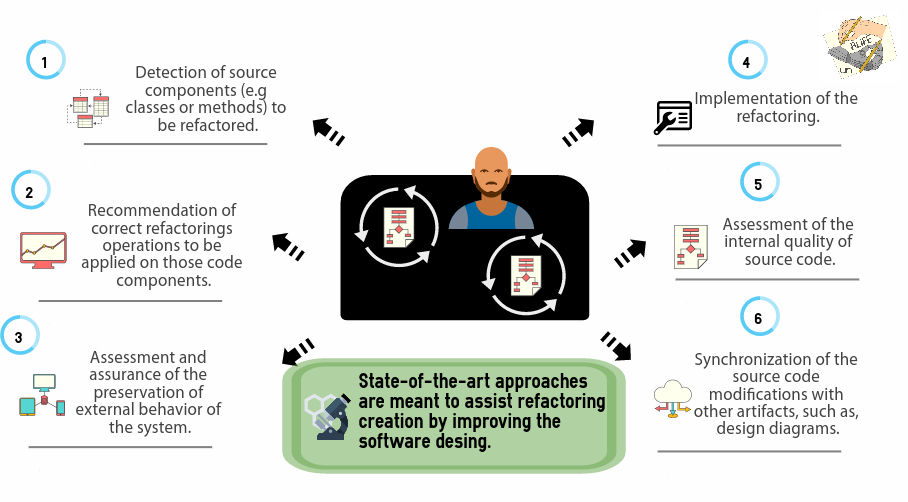 1
Detection of source
components (e.g
classes or methods) to
be refactored.
2
Recommendation of
correct refactorings
operations to be
applied on those code
components.
3
Assessment and
assurance of the
preservation of
external behavior of
the system.
4
Implementation of the
refactoring.
5
Assessment of the
internal quality of
source code.
6
Synchronization of the
source code
modifications with
other artifacts, such as,
design diagrams.
State-of-the-art approaches
are meant to assist refactoring
creation by improving the
software desing.